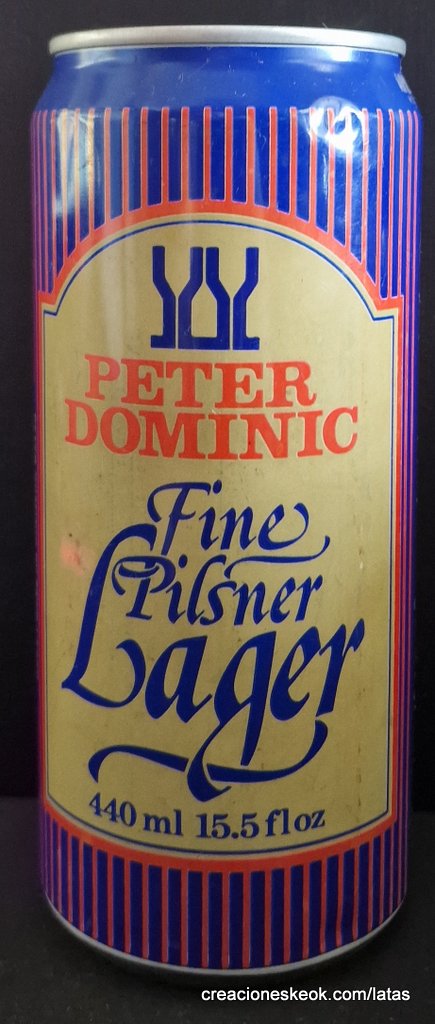 PETER
DOMINIC
Fine
Pilsner
Lager
440 ml 15.5 fl oz
creacioneskeok.com/latas